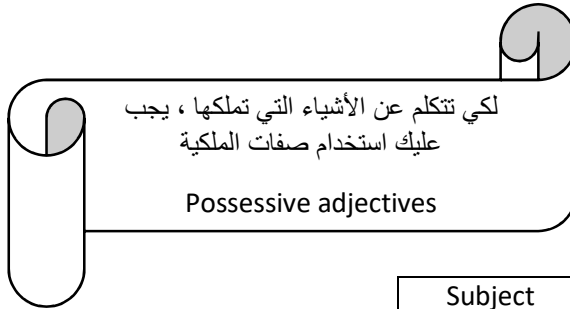 لكي تتكلم عن الأشياء التي تملكها ، يجب
عليك استخدام صفات الملكية
Possessive adjectives
Subject